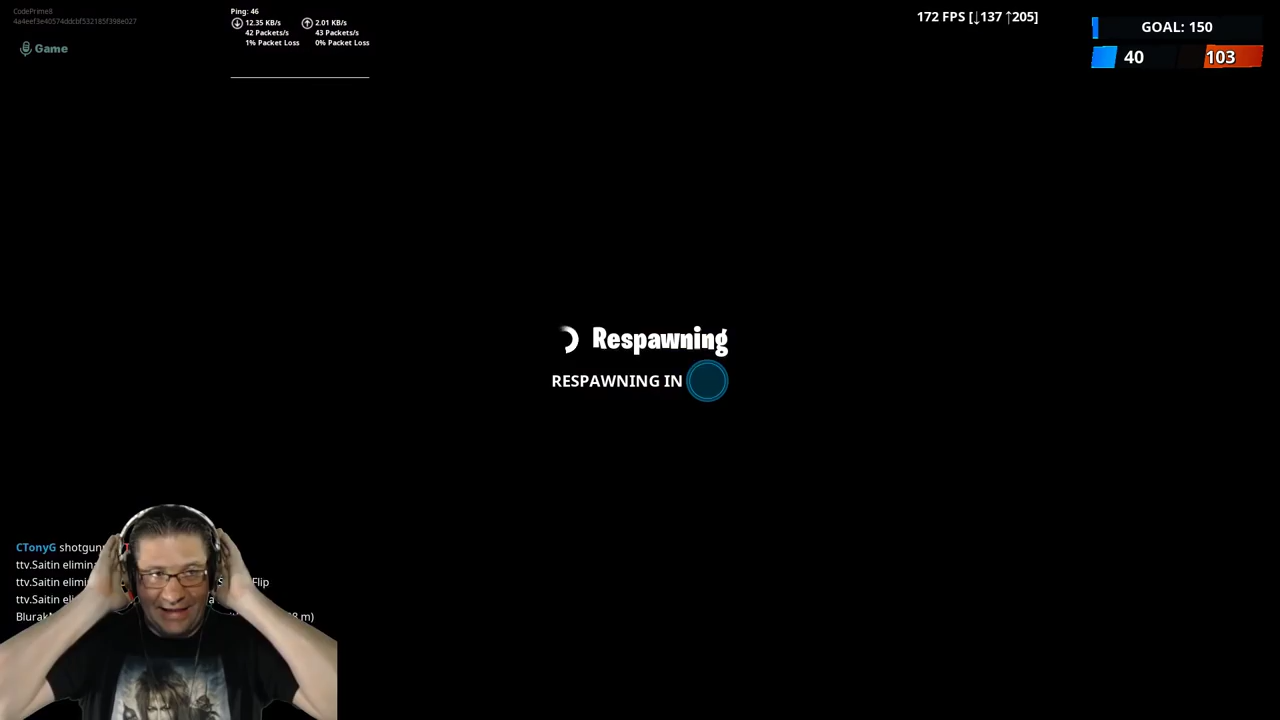 CodePrime8
4a4eef3e40574ddcbf532185f398e027
Game
Ping: 46
12.35 KB/s 2.01 KB/s
42 Packets/s 43 Packets/s
1% Packet Loss 0% Packet Loss
172 FPS [↓137 ↑205]
GOAL: 150
40 103
Respawning
RESPAWNING IN
CTonyG
ttv.Saitin
ttv.Saitin Flip
ttv.Saitin
m)